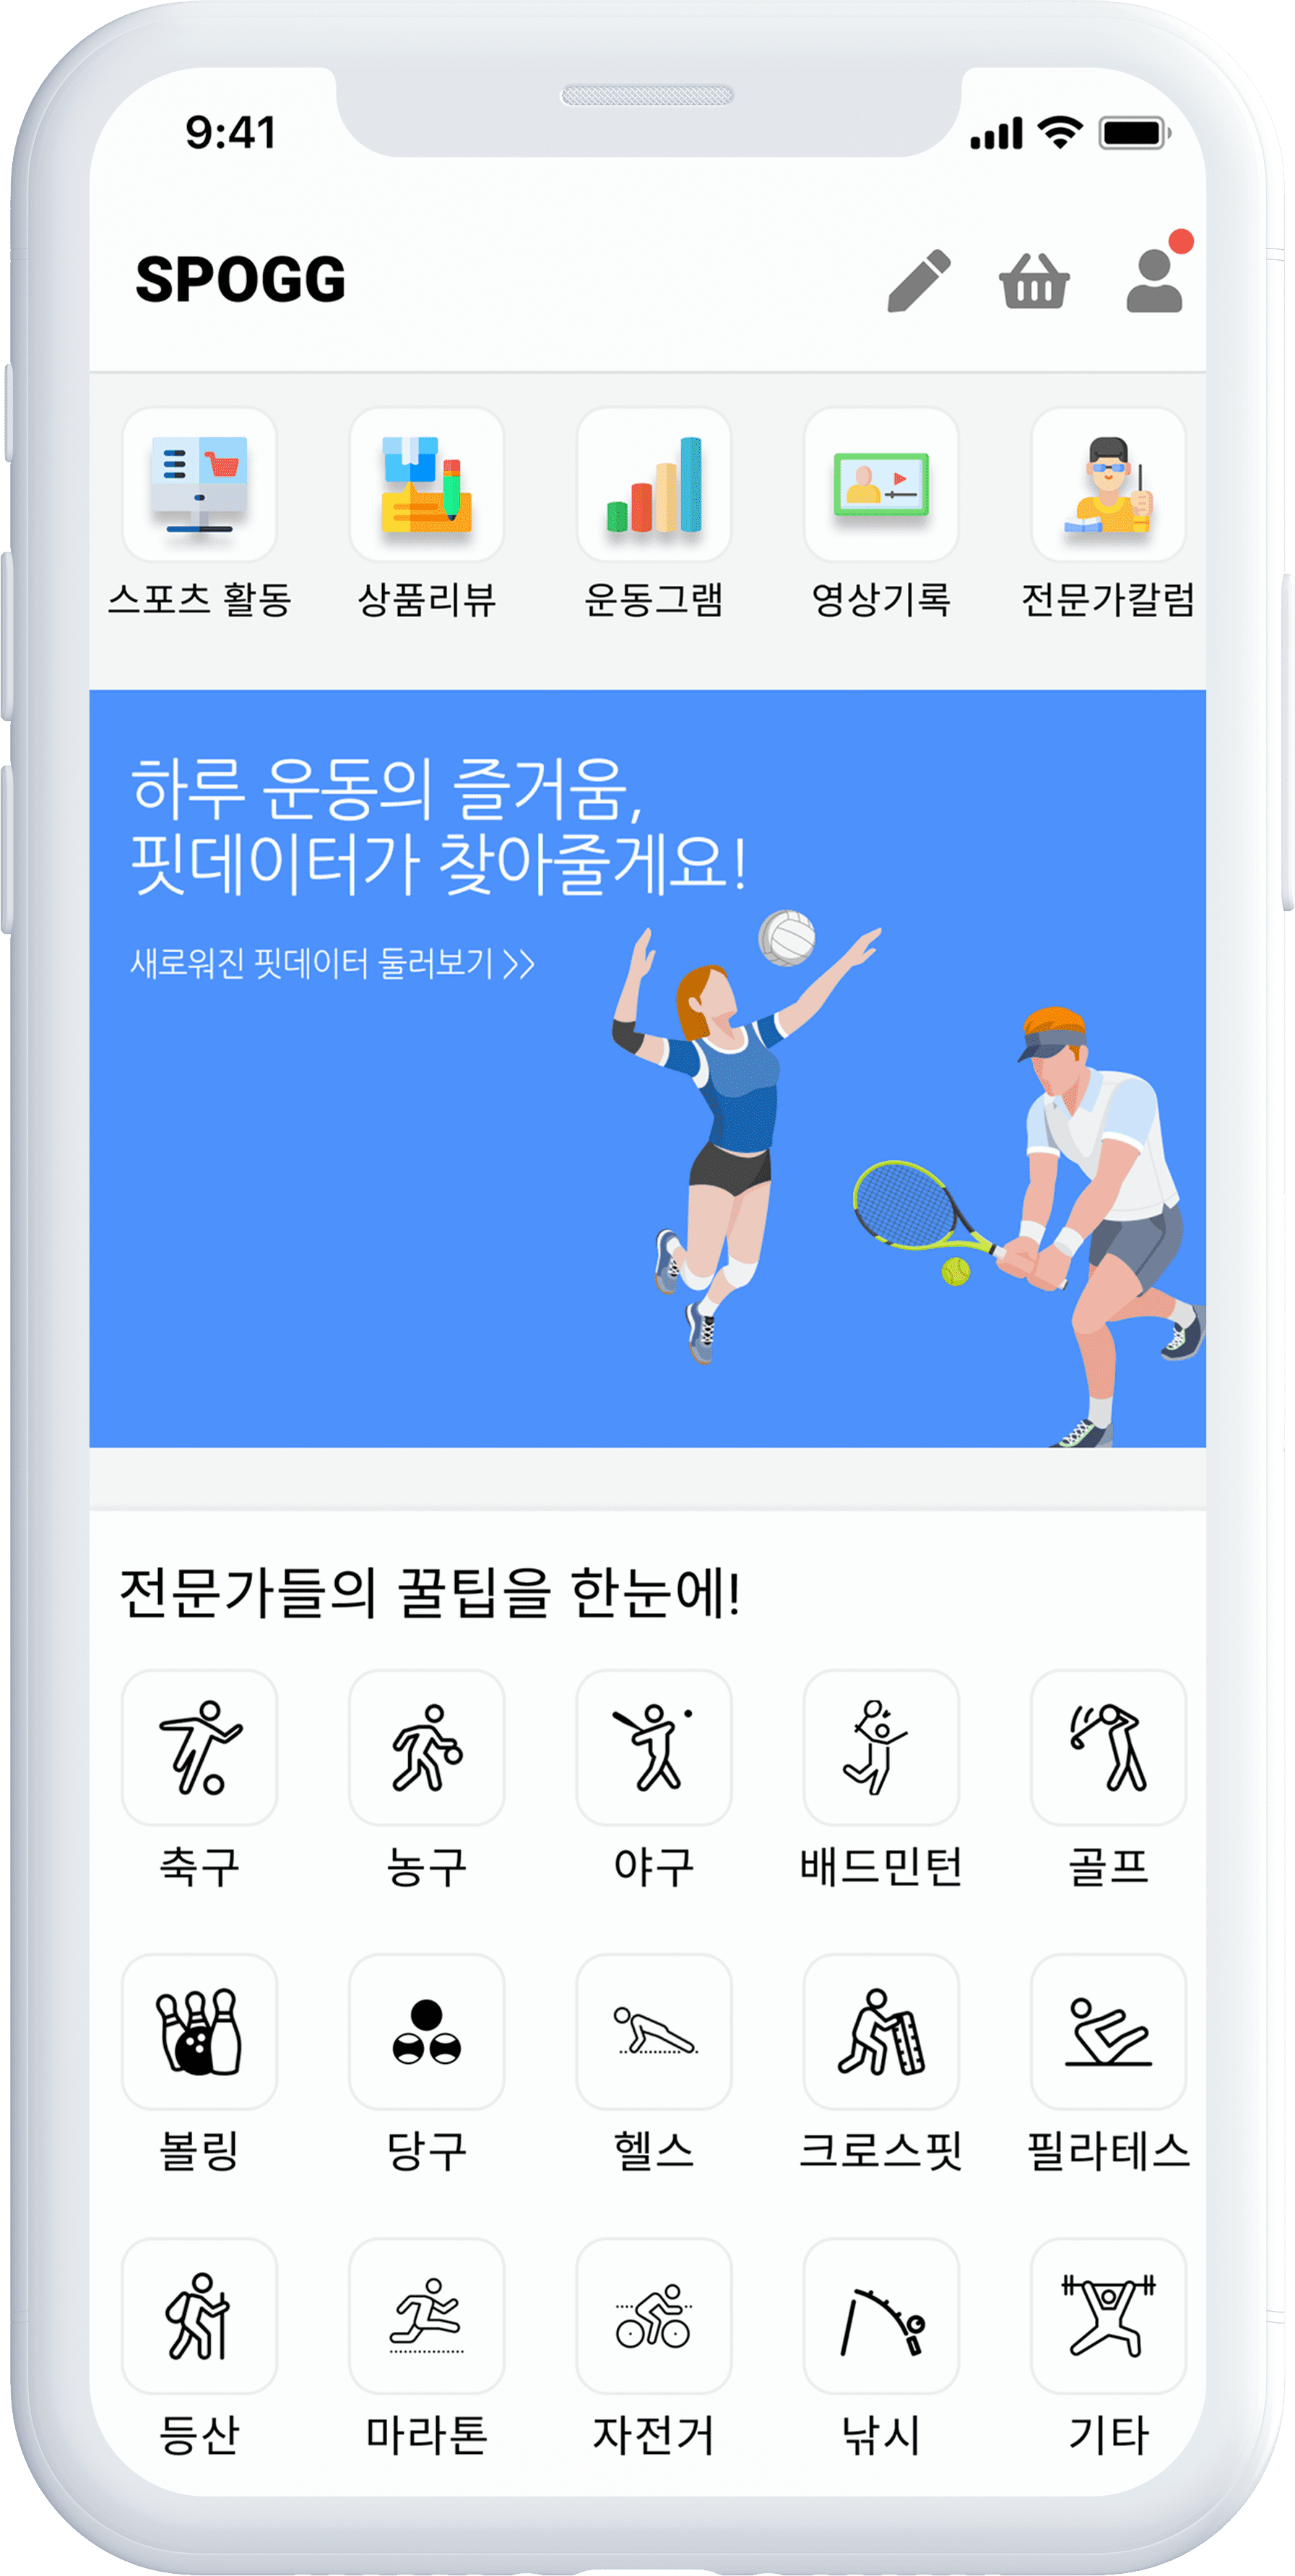 9:41
SPOGG
스포츠 활동 상품리뷰 운동그램 영상기록 전문가칼럼
하루 운동의 즐거움,
핏데이터가 찾아줄게요!
새로워진 핏데이터 둘러보기 >>
전문가들의 꿀팁을 한눈에!
축구 농구 야구 배드민턴 골프
볼링 당구 헬스 크로스핏 필라테스
등산 마라톤 자전거 낚시 기타